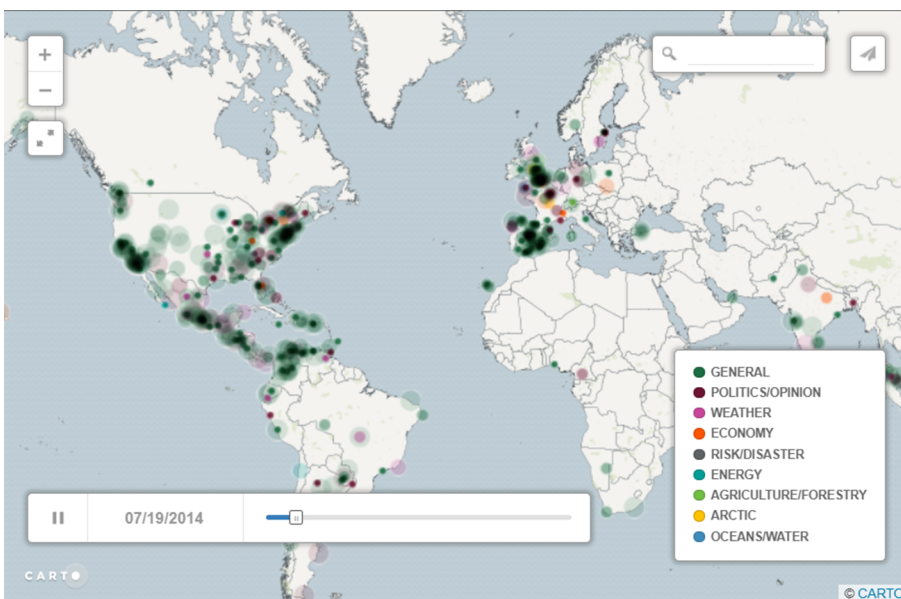 +
−
GENERAL
POLITICS/OPINION
WEATHER
ECONOMY
RISK/DISASTER
ENERGY
AGRICULTURE/FORESTRY
ARCTIC
OCEANS/WATER
07/19/2014
CARTO
© CARTO